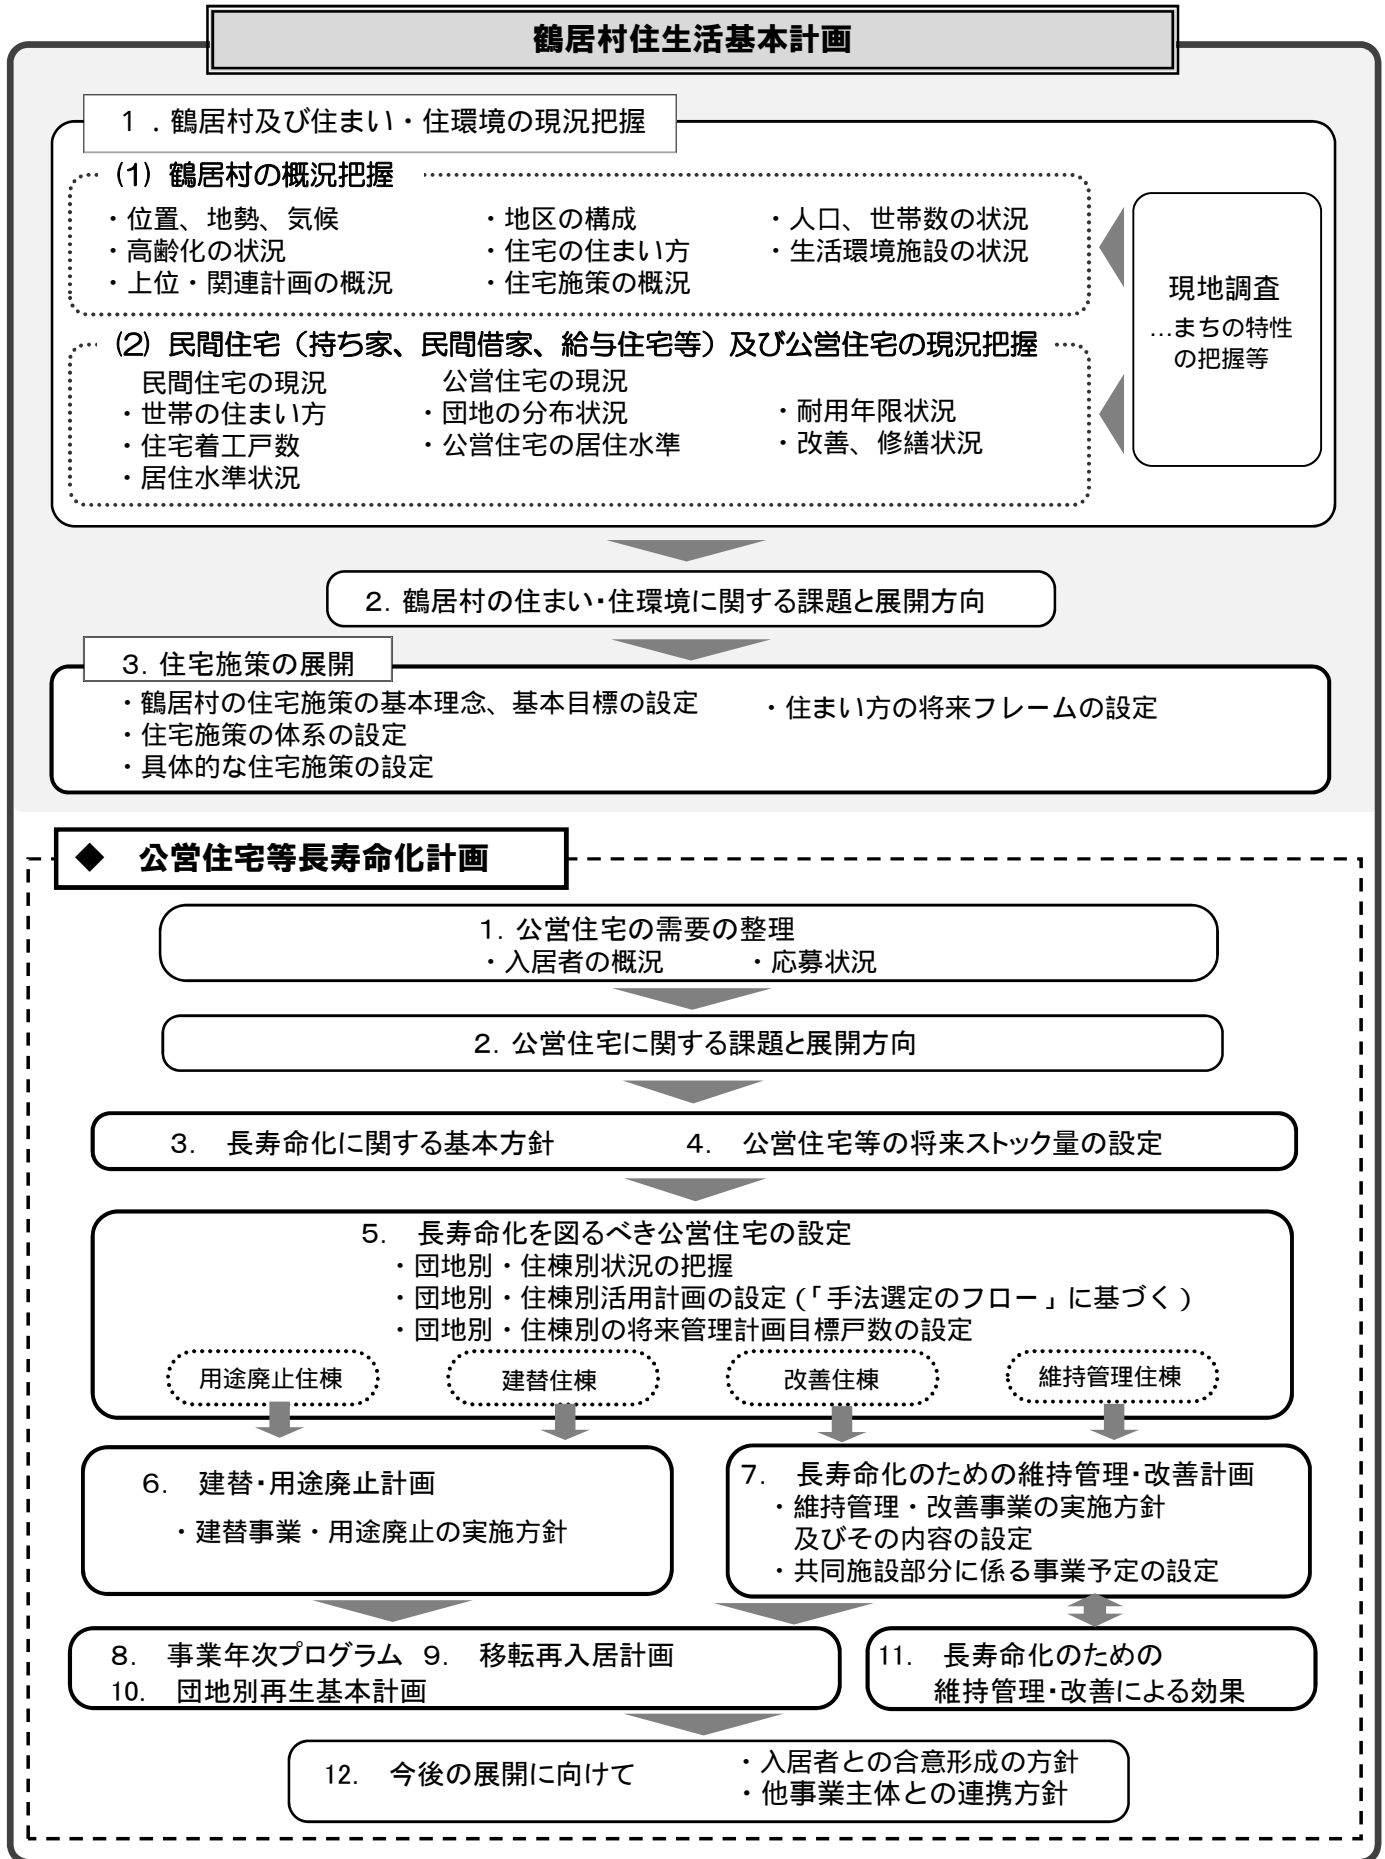 鶴居村住生活基本計画
１．鶴居村及び住まい・住環境の現況把握
(1) 鶴居村の概況把握
・位置、地勢、気候　・地区の構成　・人口、世帯数の状況
・高齢化の状況　・住宅の住まい方　・生活環境施設の状況
・上位・関連計画の概況　・住宅施策の概況
現地調査
…まちの特性
の把握等
(2) 民間住宅（持ち家、民間借家、給与住宅等）及び公営住宅の現況把握
民間住宅の現況　公営住宅の現況
・世帯の住まい方　・団地の分布状況　・耐用年限状況
・住宅着工戸数　・公営住宅の居住水準　・改善、修繕状況
・居住水準状況
２．鶴居村の住まい・住環境に関する課題と展開方向
３．住宅施策の展開
・鶴居村の住宅施策の基本理念、基本目標の設定　・住まい方の将来フレームの設定
・住宅施策の体系の設定
・具体的な住宅施策の設定
◆　公営住宅等長寿命化計画
１．公営住宅の需要の整理
・入居者の概況　・応募状況
２．公営住宅に関する課題と展開方向
３．　長寿命化に関する基本方針　４．　公営住宅等の将来ストック量の設定
５．　長寿命化を図るべき公営住宅の設定
・団地別・住棟別状況の把握
・団地別・住棟別活用計画の設定（「手法選定のフロー」に基づく）
・団地別・住棟別の将来管理計画目標戸数の設定
用途廃止住棟　建替住棟　改善住棟　維持管理住棟
６．　建替・用途廃止計画
・建替事業・用途廃止の実施方針
７．　長寿命化のための維持管理・改善計画
・維持管理・改善事業の実施方針
及びその内容の設定
・共同施設部分に係る事業予定の設定
８．　事業年次プログラム　９．　移転再入居計画
10．　団地別再生基本計画
11．　長寿命化のための
維持管理・改善による効果
12．　今後の展開に向けて
・入居者との合意形成の方針
・他事業主体との連携方針